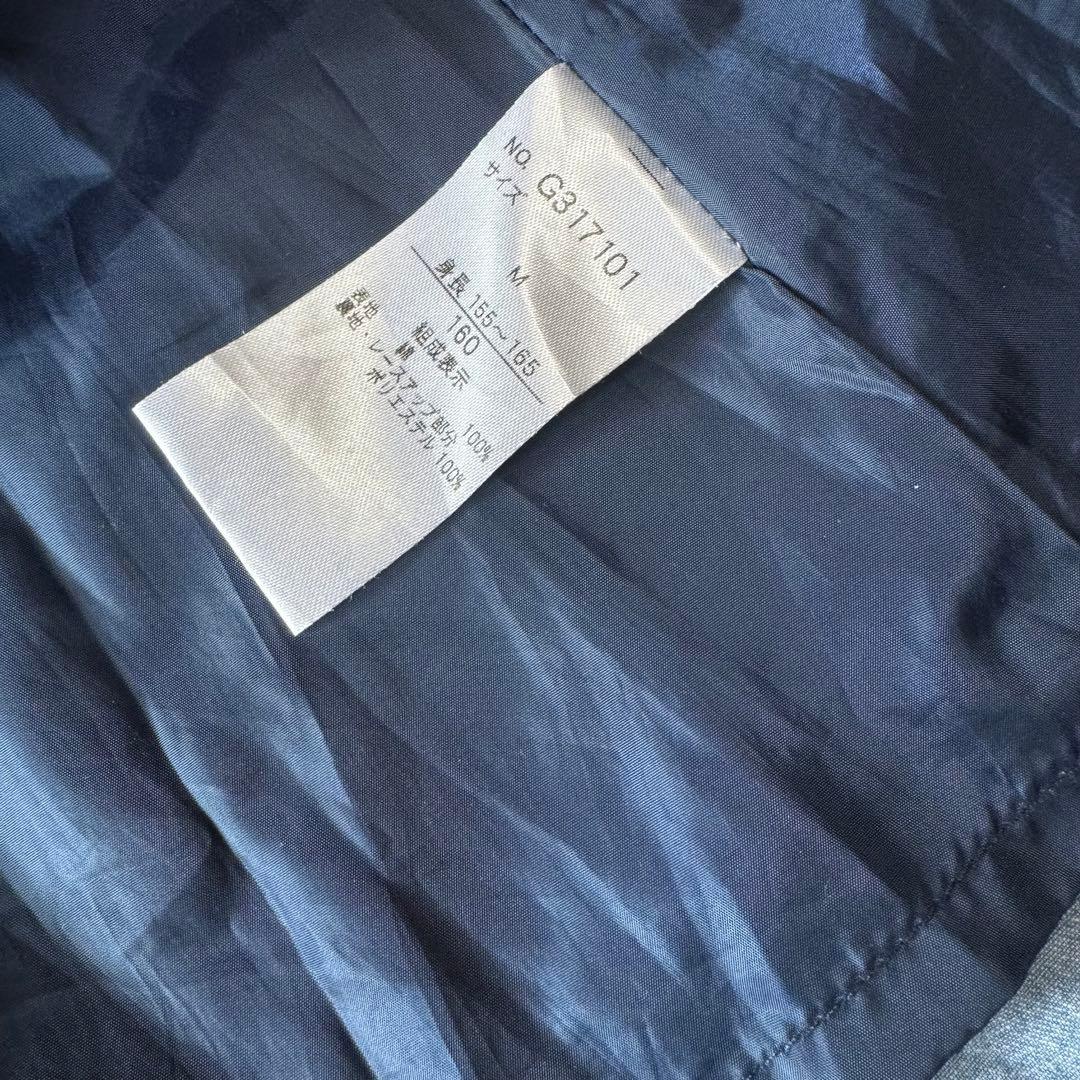 NO. G317101
サイズ M
身長 155〜165
160
組成表示
表地 綿 100%
裏地・レースアップ部分
ポリエステル 100%